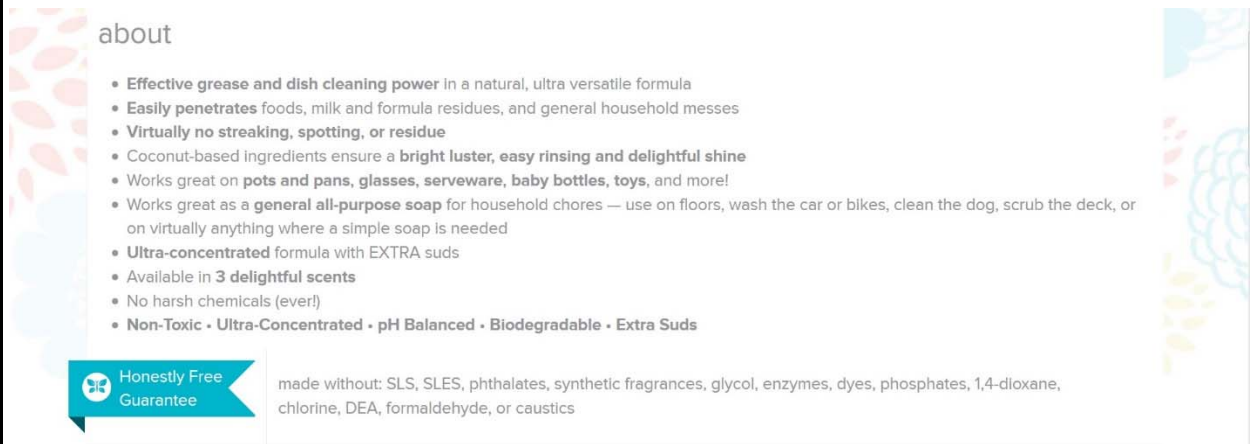 about
• Effective grease and dish cleaning power in a natural, ultra versatile formula
• Easily penetrates foods, milk and formula residues, and general household messes
• Virtually no streaking, spotting, or residue
• Coconut-based ingredients ensure a bright luster, easy rinsing and delightful shine
• Works great on pots and pans, glasses, serveware, baby bottles, toys, and more!
• Works great as a general all-purpose soap for household chores — use on floors, wash the car or bikes, clean the dog, scrub the deck, or
on virtually anything where a simple soap is needed
• Ultra-concentrated formula with EXTRA suds
• Available in 3 delightful scents
• No harsh chemicals (ever!)
• Non-Toxic • Ultra-Concentrated • pH Balanced • Biodegradable • Extra Suds
Honestly Free
Guarantee
made without: SLS, SLES, phthalates, synthetic fragrances, glycol, enzymes, dyes, phosphates, 1,4-dioxane,
chlorine, DEA, formaldehyde, or caustics